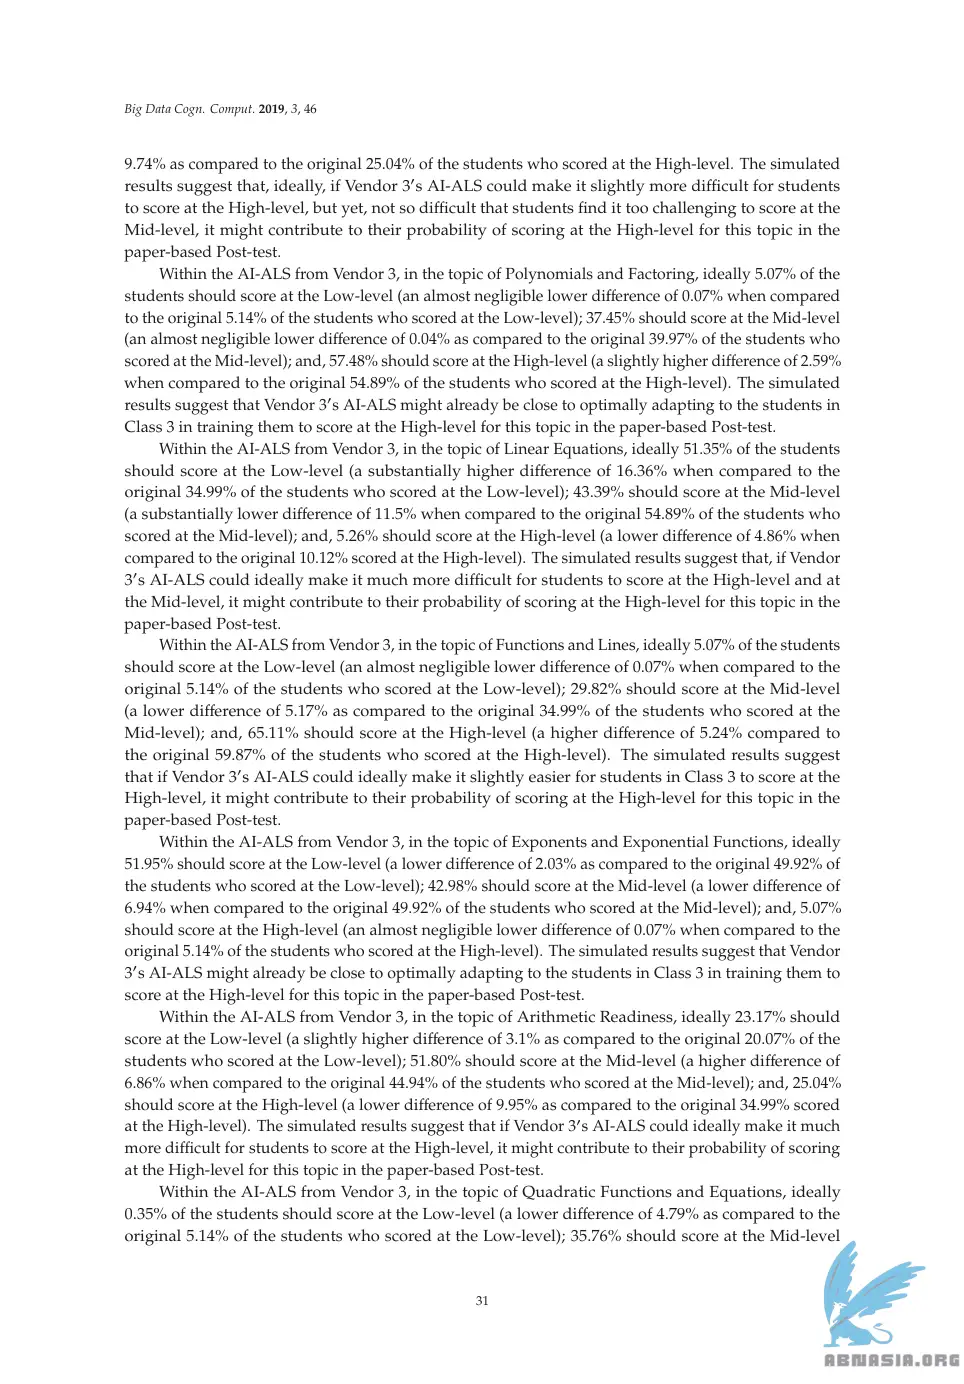 Big Data Cogn. Comput. 2019, 3, 46
9.74% as compared to the original 25.04% of the students who scored at the High-level. The simulated
results suggest that, ideally, if Vendor 3′s AI-ALS could make it slightly more difficult for students
to score at the High-level, but yet, not so difficult that students find it too challenging to score at the
Mid-level, it might contribute to their probability of scoring at the High-level for this topic in the
paper-based Post-test.
Within the AI-ALS from Vendor 3, in the topic of Polynomials and Factoring, ideally 5.07% of the
students should score at the Low-level (an almost negligible lower difference of 0.07% when compared
to the original 5.14% of the students who scored at the Low-level); 37.45% should score at the Mid-level
(an almost negligible lower difference of 0.04% as compared to the original 39.97% of the students who
scored at the Mid-level); and, 57.48% should score at the High-level (a slightly higher difference of 2.59%
when compared to the original 54.89% of the students who scored at the High-level). The simulated
results suggest that Vendor 3′s AI-ALS might already be close to optimally adapting to the students in
Class 3 in training them to score at the High-level for this topic in the paper-based Post-test.
Within the AI-ALS from Vendor 3, in the topic of Linear Equations, ideally 51.35% of the students
should score at the Low-level (a substantially higher difference of 16.36% when compared to the
original 34.99% of the students who scored at the Low-level); 43.39% should score at the Mid-level
(a substantially lower difference of 11.5% when compared to the original 54.89% of the students who
scored at the Mid-level); and, 5.26% should score at the High-level (a lower difference of 4.86% when
compared to the original 10.12% scored at the High-level). The simulated results suggest that, if Vendor
3′s AI-ALS could ideally make it much more difficult for students to score at the High-level and at
the Mid-level, it might contribute to their probability of scoring at the High-level for this topic in the
paper-based Post-test.
Within the AI-ALS from Vendor 3, in the topic of Functions and Lines, ideally 5.07% of the students
should score at the Low-level (an almost negligible lower difference of 0.07% when compared to the
original 5.14% of the students who scored at the Low-level); 29.82% should score at the Mid-level
(a lower difference of 5.17% as compared to the original 34.99% of the students who scored at the
Mid-level); and, 65.11% should score at the High-level (a higher difference of 5.24% compared to
the original 59.87% of the students who scored at the High-level). The simulated results suggest
that if Vendor 3′s AI-ALS could ideally make it slightly easier for students in Class 3 to score at the
High-level, it might contribute to their probability of scoring at the High-level for this topic in the
paper-based Post-test.
Within the AI-ALS from Vendor 3, in the topic of Exponents and Exponential Functions, ideally
51.95% should score at the Low-level (a lower difference of 2.03% as compared to the original 49.92% of
the students who scored at the Low-level); 42.98% should score at the Mid-level (a lower difference of
6.94% when compared to the original 49.92% of the students who scored at the Mid-level); and, 5.07%
should score at the High-level (an almost negligible lower difference of 0.07% when compared to the
original 5.14% of the students who scored at the High-level). The simulated results suggest that Vendor
3′s AI-ALS might already be close to optimally adapting to the students in Class 3 in training them to
score at the High-level for this topic in the paper-based Post-test.
Within the AI-ALS from Vendor 3, in the topic of Arithmetic Readiness, ideally 23.17% should
score at the Low-level (a slightly higher difference of 3.1% as compared to the original 20.07% of the
students who scored at the Low-level); 51.80% should score at the Mid-level (a higher difference of
6.86% when compared to the original 44.94% of the students who scored at the Mid-level); and, 25.04%
should score at the High-level (a lower difference of 9.95% as compared to the original 34.99% scored
at the High-level). The simulated results suggest that if Vendor 3′s AI-ALS could ideally make it much
more difficult for students to score at the High-level, it might contribute to their probability of scoring
at the High-level for this topic in the paper-based Post-test.
Within the AI-ALS from Vendor 3, in the topic of Quadratic Functions and Equations, ideally
0.35% of the students should score at the Low-level (a lower difference of 4.79% as compared to the
original 5.14% of the students who scored at the Low-level); 35.76% should score at the Mid-level
31
ABNASIA.ORG